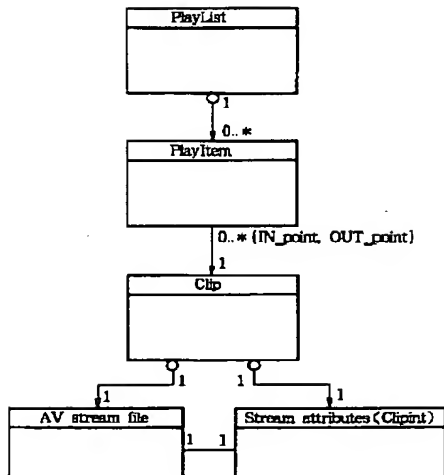 PlayList
1
0..*
PlayItem
0..* {IN_point, OUT_point}
1
Clip
1 1
1 1
AV stream file
Stream attributes (Clipint)
1 1